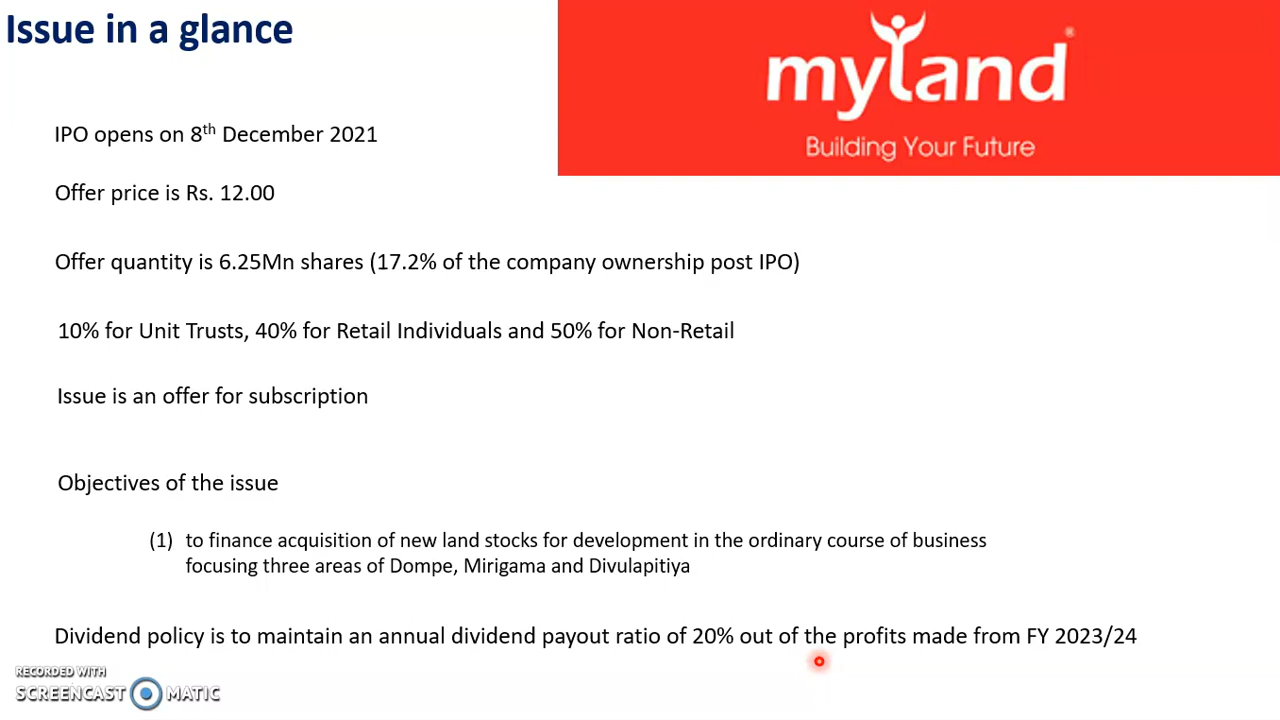 Issue in a glance
myland®
Building Your Future
IPO opens on 8th December 2021
Offer price is Rs. 12.00
Offer quantity is 6.25Mn shares (17.2% of the company ownership post IPO)
10% for Unit Trusts, 40% for Retail Individuals and 50% for Non-Retail
Issue is an offer for subscription
Objectives of the issue
(1) to finance acquisition of new land stocks for development in the ordinary course of business
focusing three areas of Dompe, Mirigama and Divulapitiya
Dividend policy is to maintain an annual dividend payout ratio of 20% out of the profits made from FY 2023/24
RECORDED WITH
SCREENCAST MATIC